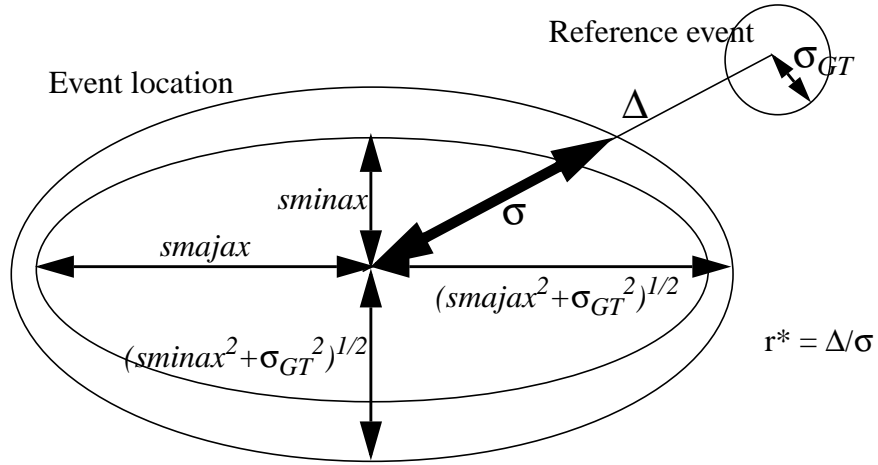 Reference event
σGT
Event location
Δ
sminax
σ
smajax
(smajax²+σGT²)1/2
(sminax²+σGT²)1/2
r* = Δ/σ